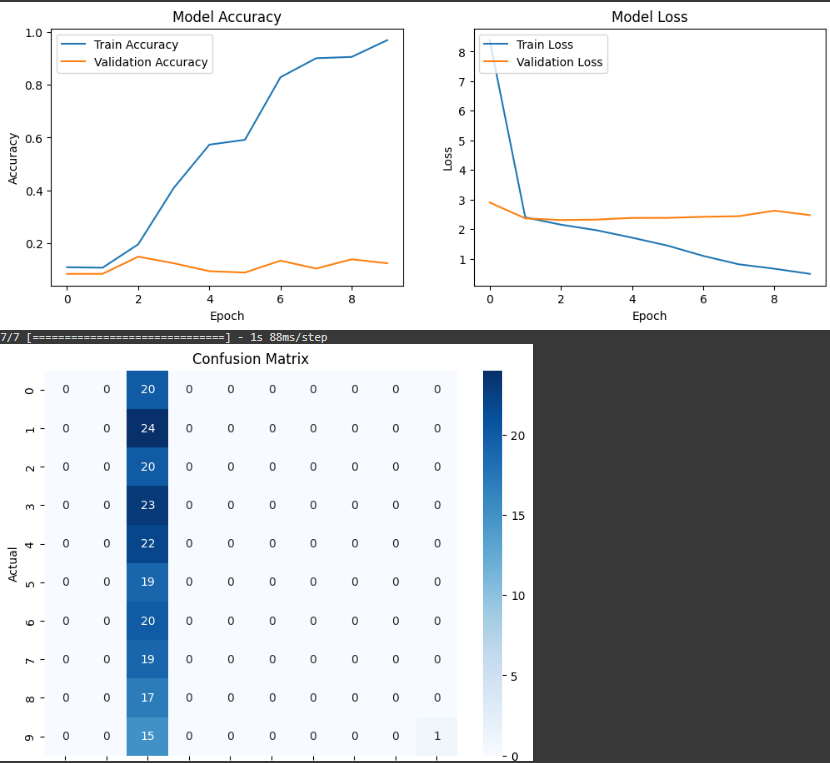 Model Accuracy
Model Loss
1.0
0.8
0.6
0.4
0.2
Accuracy
Train Accuracy
Validation Accuracy
0 2 4 6 8
Epoch
8
7
6
5
4
3
2
1
Loss
Train Loss
Validation Loss
0 2 4 6 8
Epoch
7/7 [==============================] - 1s 88ms/step
Confusion Matrix
Actual
0 0 0 20 0 0 0 0 0 0 0
1 0 0 24 0 0 0 0 0 0 0
2 0 0 20 0 0 0 0 0 0 0
3 0 0 23 0 0 0 0 0 0 0
4 0 0 22 0 0 0 0 0 0 0
5 0 0 19 0 0 0 0 0 0 0
6 0 0 20 0 0 0 0 0 0 0
7 0 0 19 0 0 0 0 0 0 0
8 0 0 17 0 0 0 0 0 0 0
9 0 0 15 0 0 0 0 0 0 1
20
15
10
5
0